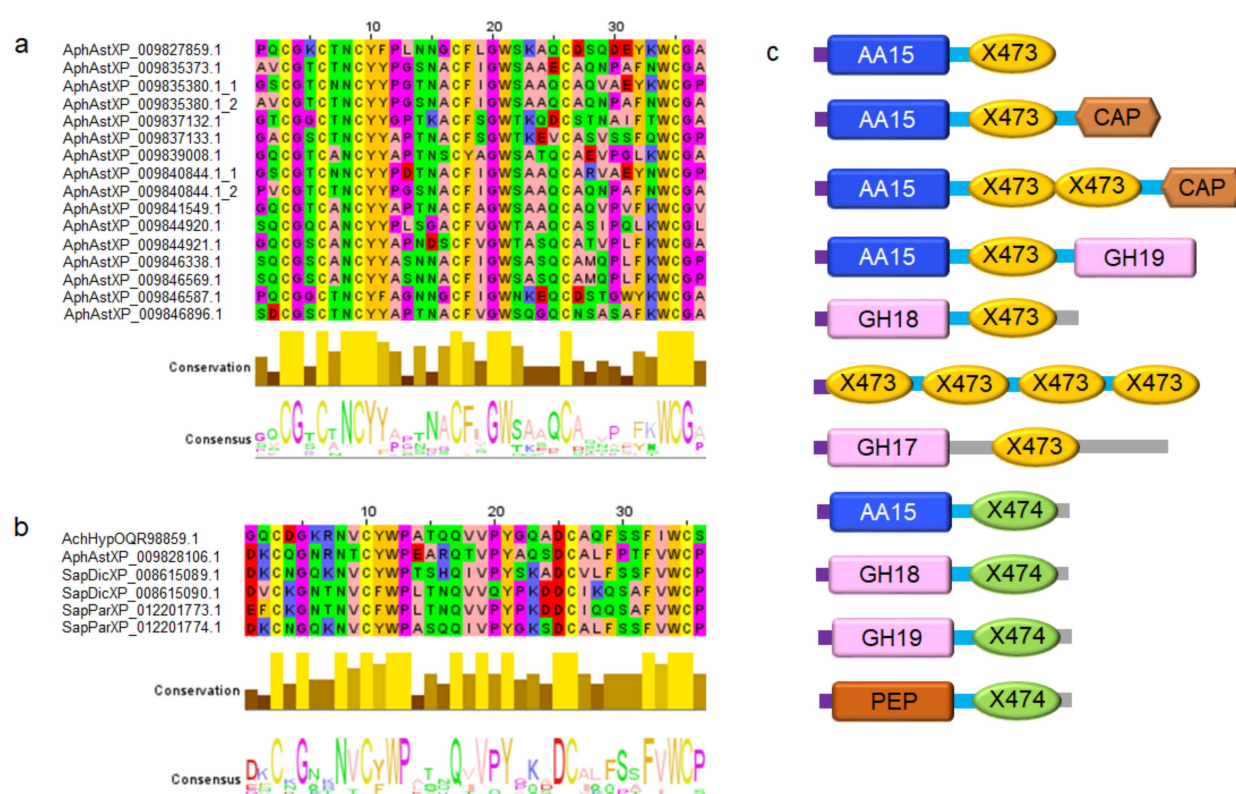 a
10 20 30
AphAstXP_009827859.1 PQCGKCTNCYFPLNNGCFLGWSKAQCDSQDEYKWCGA
AphAstXP_009835373.1 AVCGTCTNCYYPGSNACFIGWSAAECAQNPAFNWCGA
AphAstXP_009835380.1_1 GSCGTCNNCYYPGTNACFIGWSAAQCAQVAEYKWCGP
AphAstXP_009835380.1_2 AVCGTCTNCYYPGSNACFIGWSAAQCAQNPAFNWCGA
AphAstXP_009837132.1 GTCGGCTNCYYGPTKACFSGWTKQDCSTNAIFTWCGA
AphAstXP_009837133.1 GACGSCTNCYYAPTNACFSGWTKEVCASVSSFQWCGP
AphAstXP_009839008.1 GQCGTCANCYYAPTNSCYAGWSATQCAEVPGLKWCGA
AphAstXP_009840844.1_1 GSCGTCNNCYYPDTNACFIGWSAAQCARVAEYNWCGP
AphAstXP_009840844.1_2 PVCGTCTNCYYPGSNACFIGWSAAQCAQNPAFNWCGA
AphAstXP_009841549.1 GQCGTCANCYYAPTNACFAGWSAAQCAQVPVFKWCGV
AphAstXP_009844920.1 SQCGQCANCYYPLSGACFVGWTAAQCASIPQLKWCGL
AphAstXP_009844921.1 GQCGSCANCYYAPNDSCFVGWTASQCATVPLFKWCGA
AphAstXP_009846338.1 SQCGSCANCYYASNNACFIGWSASQCAMQPLFKWCGP
AphAstXP_009846569.1 SQCGSCANCYYASNNACFIGWSASQCAMQPLFKWCGP
AphAstXP_009846587.1 PQCGGCTNCYFAGNNGCFIGWNKEQCDSTGWYKWCGA
AphAstXP_009846896.1 SDCGTCTNCYYAPTNACFVGWSQGQCNSASAFKWCGA
Conservation
Consensus
b
10 20 30
AchHypOQR98859.1 GQCDGKRNVCYWPATQQVVPYGQADCAQFSSFIWCS
AphAstXP_009828106.1 DKCQGNRNTCYWPEARQTVPYAQSDCALFPTFVWCP
SapDicXP_008615089.1 DKCNGQKNVCYWPTSHQIVPYSKADCVLFSSFVWCP
SapDicXP_008615090.1 DVCKGNTNVCFWPLTNQVVQYPKDDCIKQSAFVWCP
SapParXP_012201773.1 EFCKGNTNVCFWPLTNQVVPYPKDDCIQQSAFVWCP
SapParXP_012201774.1 DKCNGQKNVCYWPASQQIVPYGKSDCALFSSFVWCP
Conservation
Consensus
c
AA15 X473
AA15 X473 CAP
AA15 X473 X473 CAP
AA15 X473 GH19
GH18 X473
X473 X473 X473 X473
GH17 X473
AA15 X474
GH18 X474
GH19 X474
PEP X474